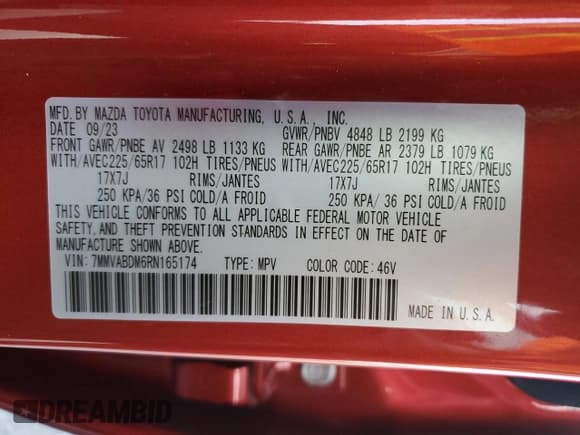 MFD. BY MAZDA TOYOTA MANUFACTURING, U.S.A., INC.
DATE 09/23 GVWR/PNBV 4848 LB 2199 KG
FRONT GAWR/PNBE AV 2498 LB 1133 KG REAR GAWR/PNBE AR 2379 LB 1079 KG
WITH/AVEC225/65R17 102H TIRES/PNEUS WITH/AVEC225/65R17 102H TIRES/PNEUS
17X7J RIMS/JANTES 17X7J RIMS/JANTES
250 KPA/36 PSI COLD/A FROID 250 KPA/ 36 PSI COLD/A FROID
THIS VEHICLE CONFORMS TO ALL APPLICABLE FEDERAL MOTOR VEHICLE
SAFETY,AND THEFT PREVENTION STANDARDS IN EFFECT ON THE DATE OF
MANUFACTURE SHOWN ABOVE.
VIN: 7MMVABDM6RN165174 TYPE: MPV COLOR CODE: 46V
MADE IN U.S.A.
DREAMBID